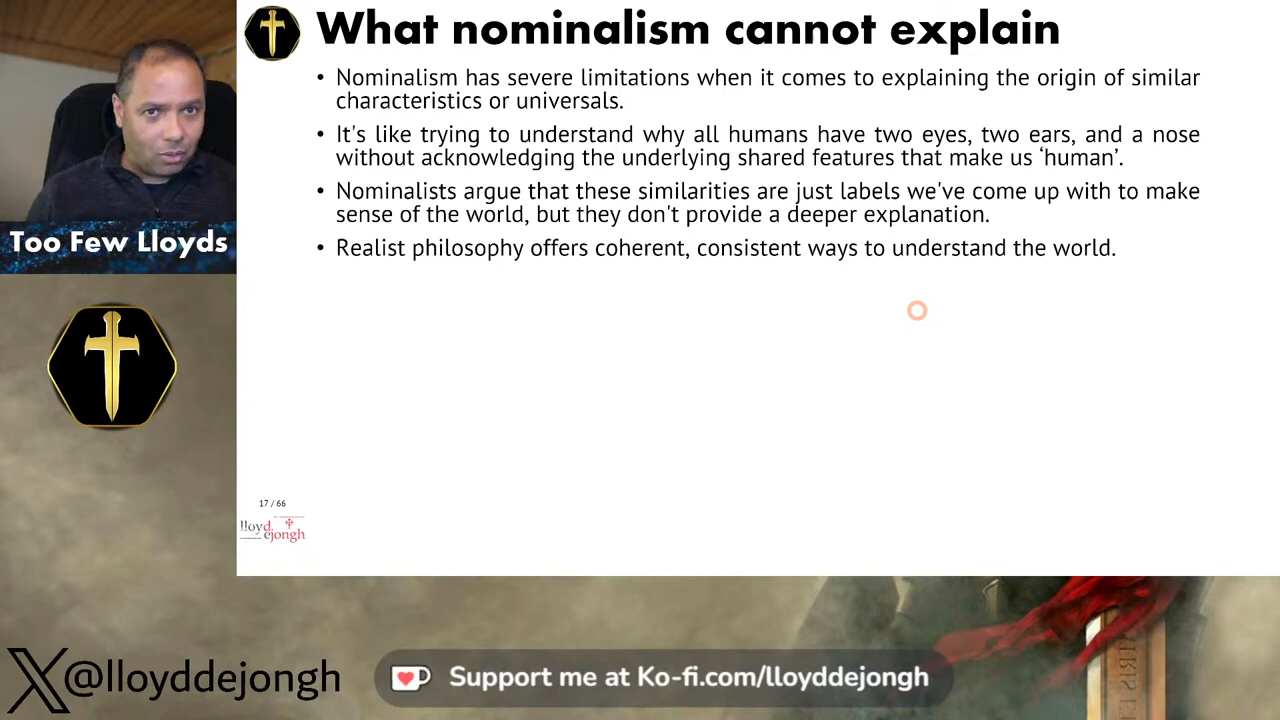 What nominalism cannot explain
• Nominalism has severe limitations when it comes to explaining the origin of similar
characteristics or universals.
• It's like trying to understand why all humans have two eyes, two ears, and a nose
without acknowledging the underlying shared features that make us ‘human’.
• Nominalists argue that these similarities are just labels we've come up with to make
sense of the world, but they don't provide a deeper explanation.
• Realist philosophy offers coherent, consistent ways to understand the world.
Too Few Lloyds
17 / 66
lloyd
ejongh
X@lloyddejongh
Support me at Ko-fi.com/lloyddejongh